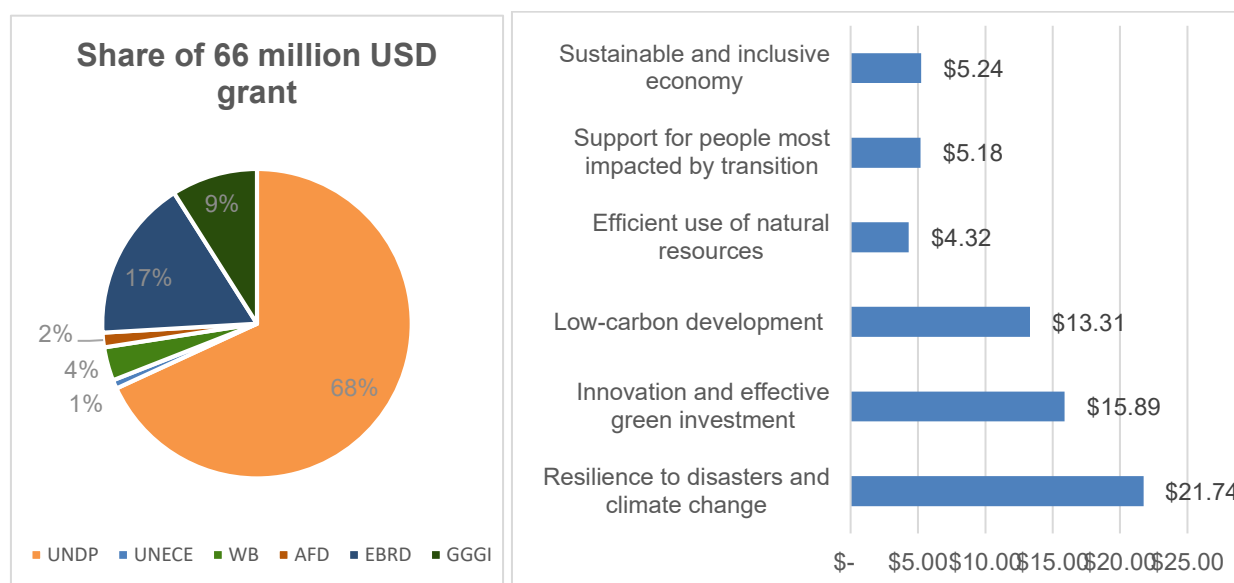 Share of 66 million USD
grant
9%
17%
2%
4%
1%
68%
UNDP UNECE WB AFD EBRD GGGI
Sustainable and inclusive
economy
$5.24
Support for people most
impacted by transition
$5.18
Efficient use of natural
resources
$4.32
Low-carbon development
$13.31
Innovation and effective
green investment
$15.89
Resilience to disasters and
climate change
$21.74
$- $5.00 $10.00 $15.00 $20.00 $25.00